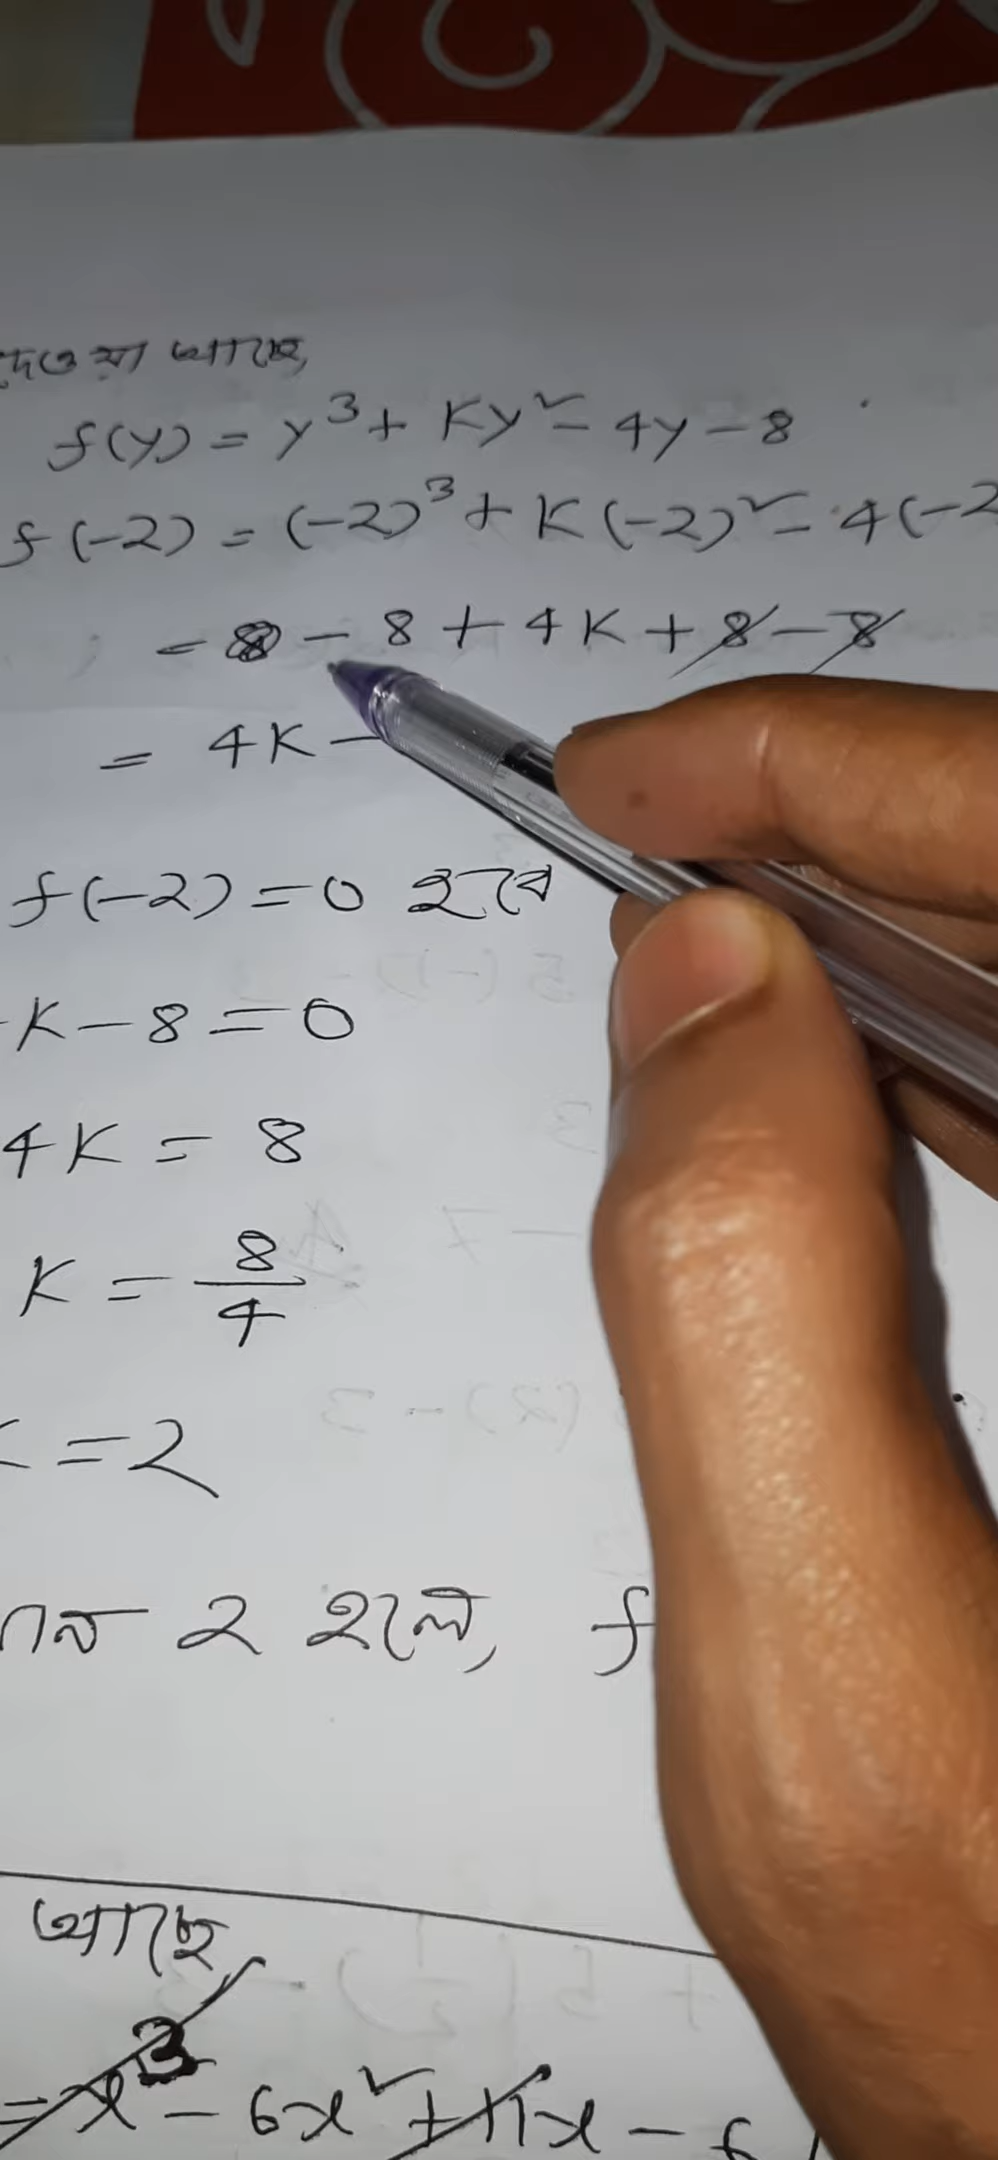 দেওয়া আছে,
f(y) = y³ + Ky² - 4y - 8
f(-2) = (-2)³ + K(-2)² - 4(-2
= - 8 + 4K + 8 - 8
= 4K -
f(-2) = 0 হবে
K - 8 = 0
4K = 8
K = 8/4
= 2
2 হলে, f
আছে,
= x³ - 6x² + 11x - 6